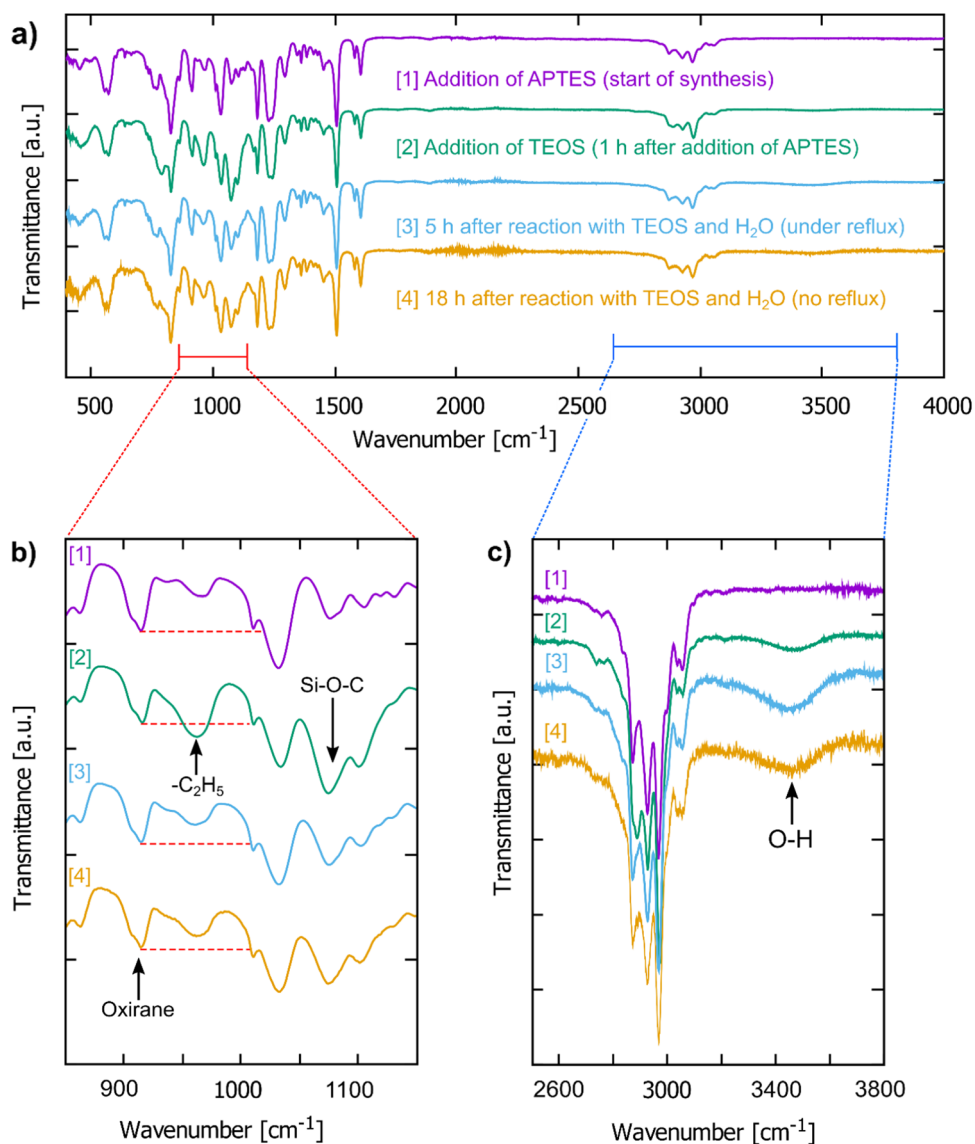 a)
Transmittance [a.u.]
[1] Addition of APTES (start of synthesis)
[2] Addition of TEOS (1 h after addition of APTES)
[3] 5 h after reaction with TEOS and H₂O (under reflux)
[4] 18 h after reaction with TEOS and H₂O (no reflux)
500 1000 1500 2000 2500 3000 3500 4000
Wavenumber [cm⁻¹]
b)
Transmittance [a.u.]
[1]
[2]
Si-O-C
-C₂H₅
[3]
[4]
Oxirane
900 1000 1100
Wavenumber [cm⁻¹]
c)
Transmittance [a.u.]
[1]
[2]
[3]
[4]
O-H
2600 3000 3400 3800
Wavenumber [cm⁻¹]